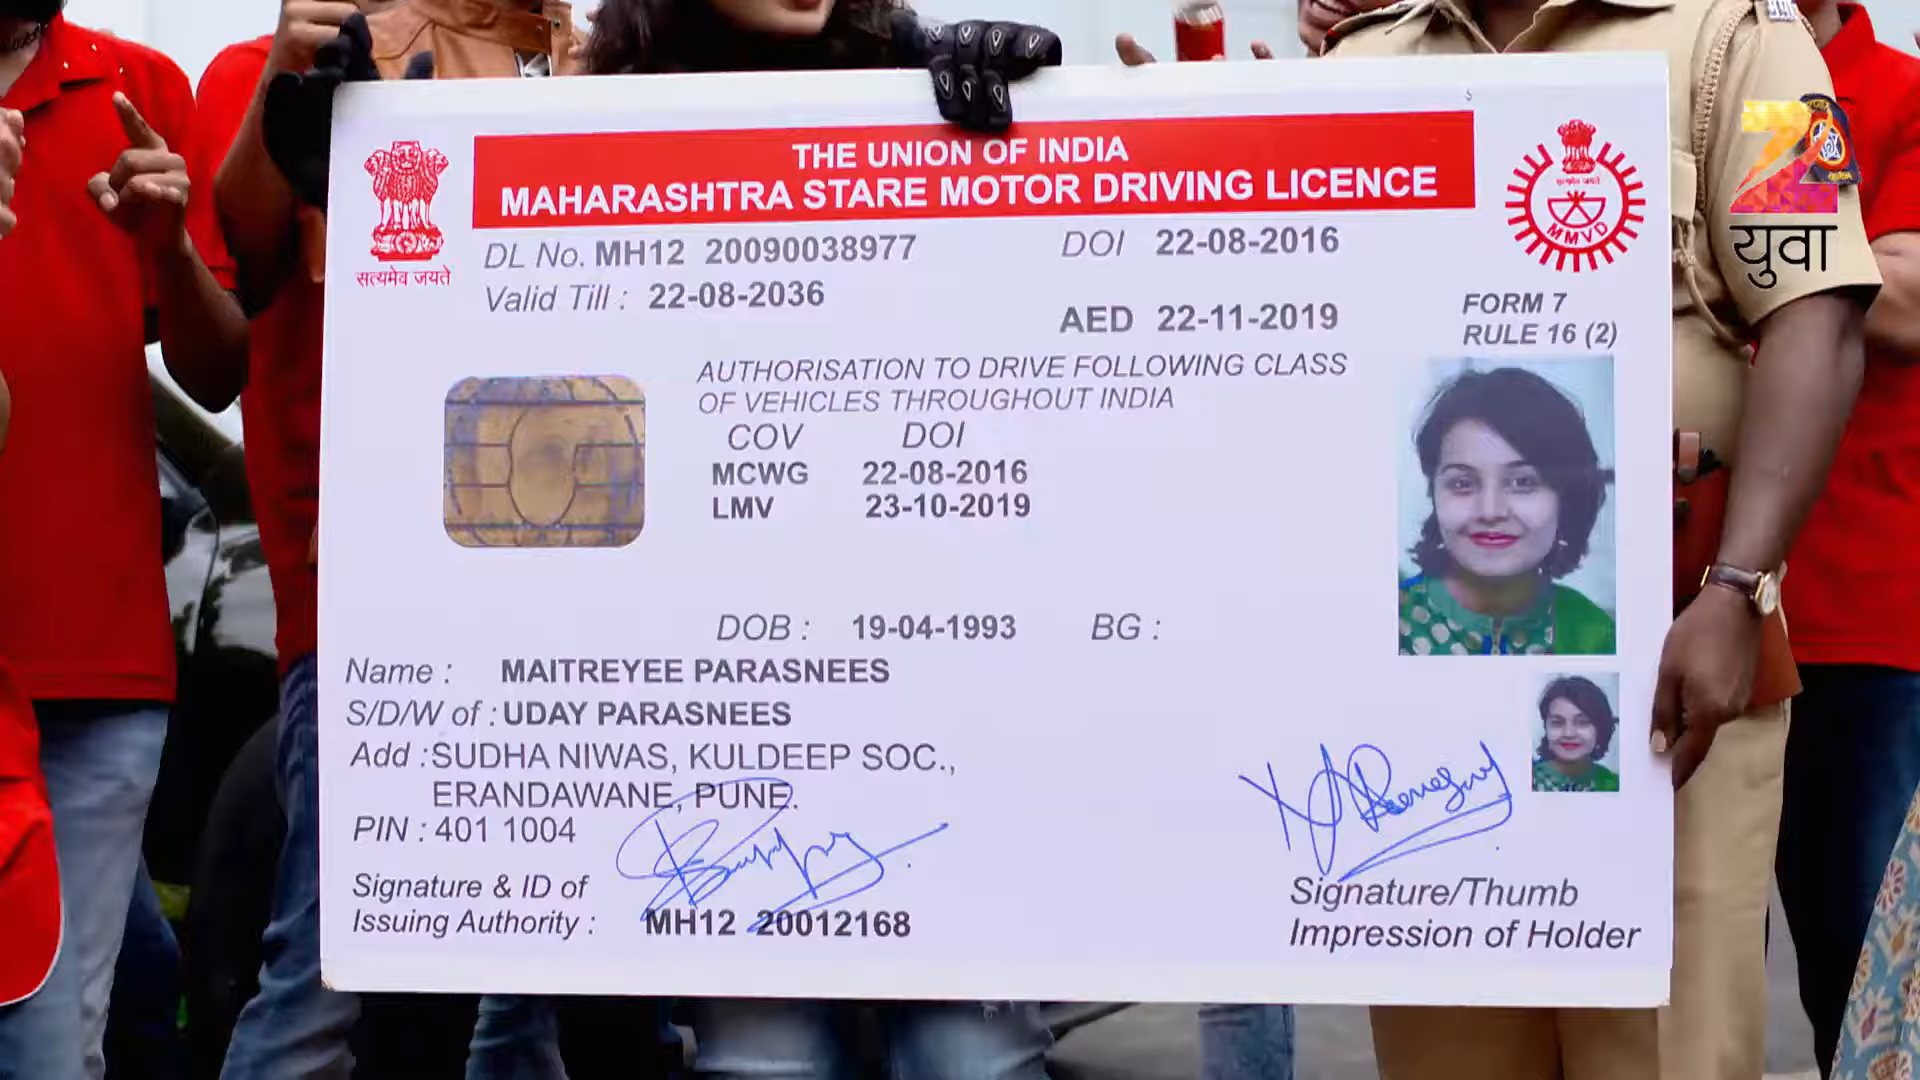 THE UNION OF INDIA
MAHARASHTRA STARE MOTOR DRIVING LICENCE
सत्यमेव जयते
DL No. MH12 20090038977 DOI 22-08-2016
Valid Till : 22-08-2036
AED 22-11-2019
MMVD
FORM 7
RULE 16 (2)
युवा
AUTHORISATION TO DRIVE FOLLOWING CLASS
OF VEHICLES THROUGHOUT INDIA
COV DOI
MCWG 22-08-2016
LMV 23-10-2019
DOB : 19-04-1993 BG :
Name : MAITREYEE PARASNEES
S/D/W of : UDAY PARASNEES
Add : SUDHA NIWAS, KULDEEP SOC.,
ERANDAWANE, PUNE.
PIN : 401 1004
Signature & ID of
Issuing Authority : MH12 20012168
Signature/Thumb
Impression of Holder